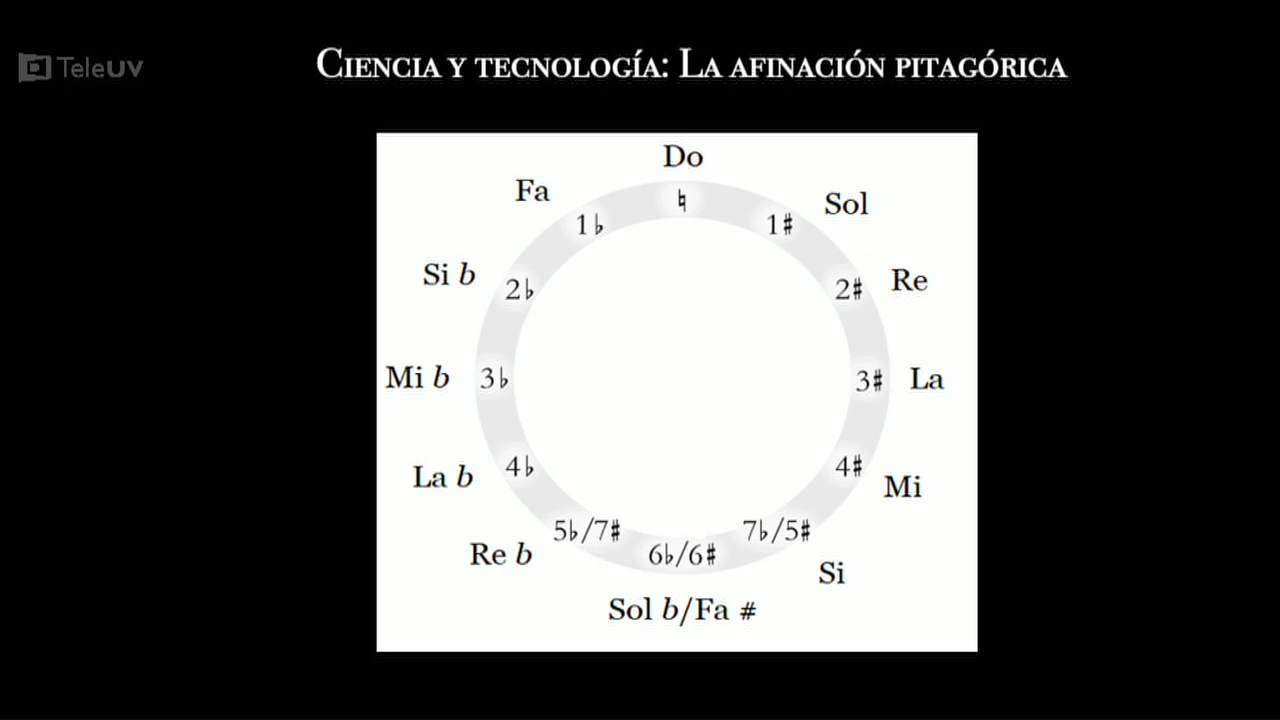 TeleUV
CIENCIA Y TECNOLOGÍA: LA AFINACIÓN PITAGÓRICA
Do
Fa
♮
Sol
1♭
1♯
Si b
2♭
2♯
Re
Mi b
3♭
3♯
La
La b
4♭
4♯
Mi
5♭/7♯
7♭/5♯
Re b
6♭/6♯
Si
Sol b/Fa #